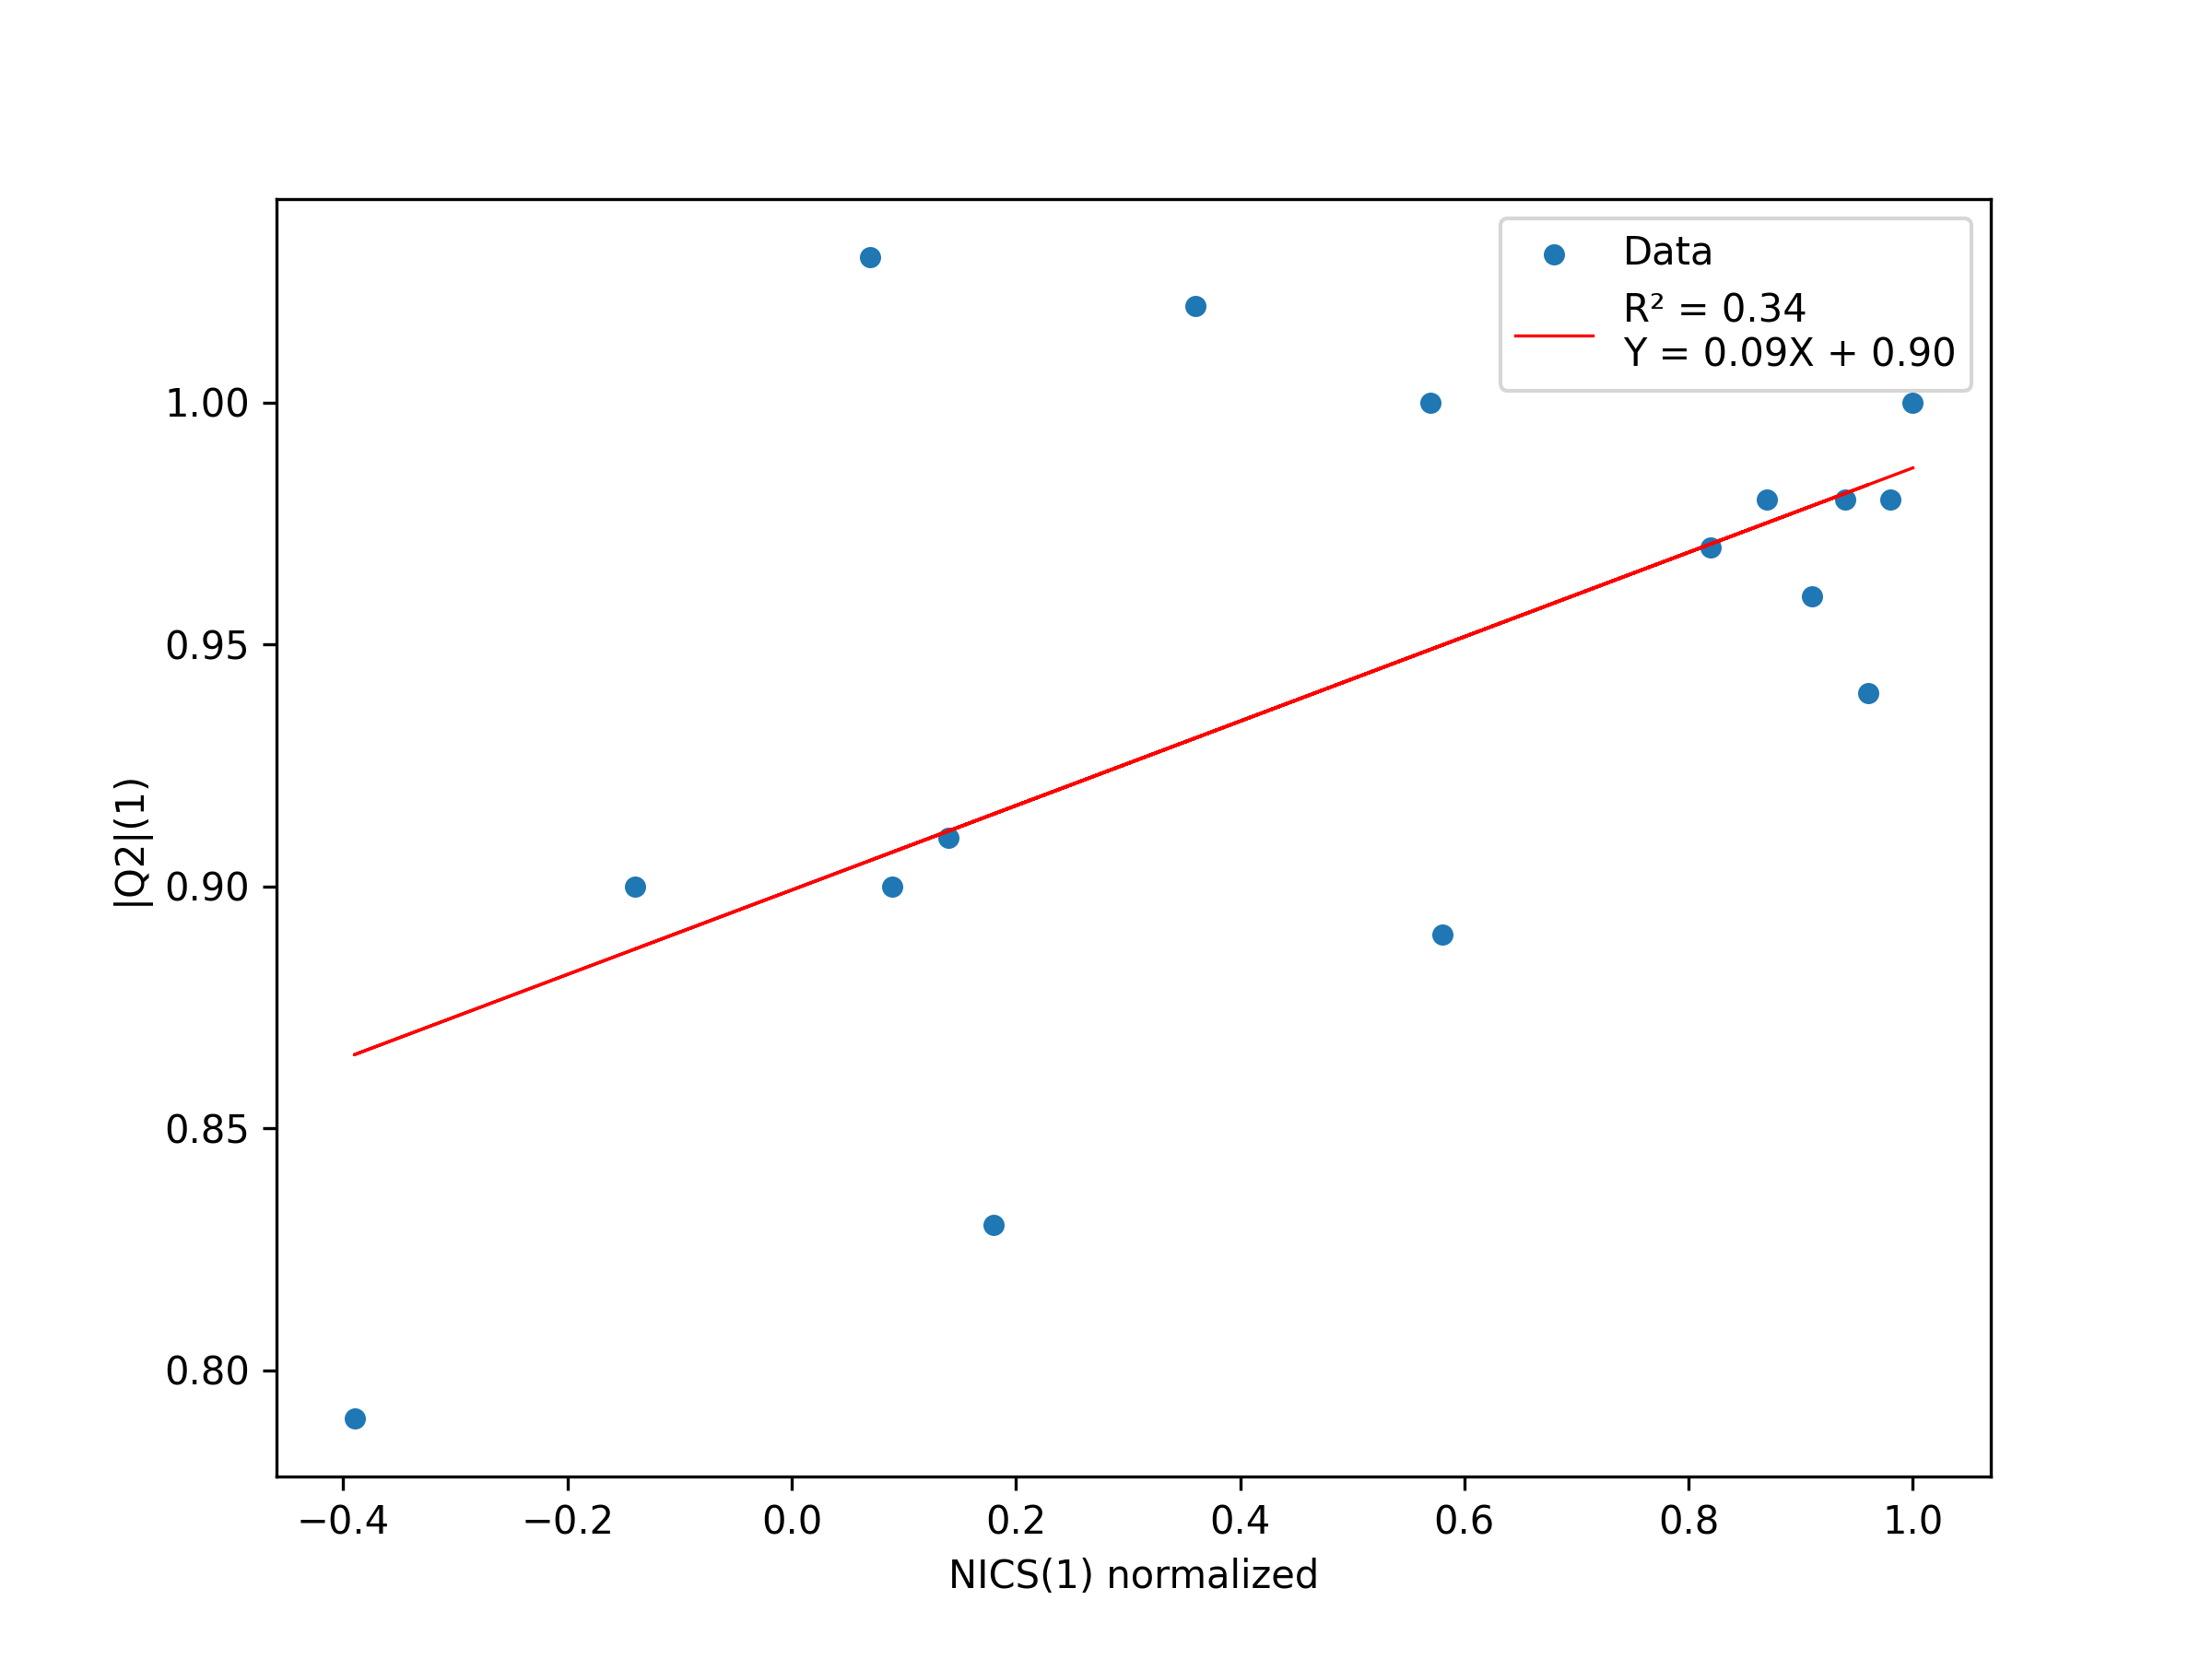 Data
R² = 0.34
Y = 0.09X + 0.90
1.00
0.95
0.90
0.85
0.80
|Q2|(1)
−0.4 −0.2 0.0 0.2 0.4 0.6 0.8 1.0
NICS(1) normalized